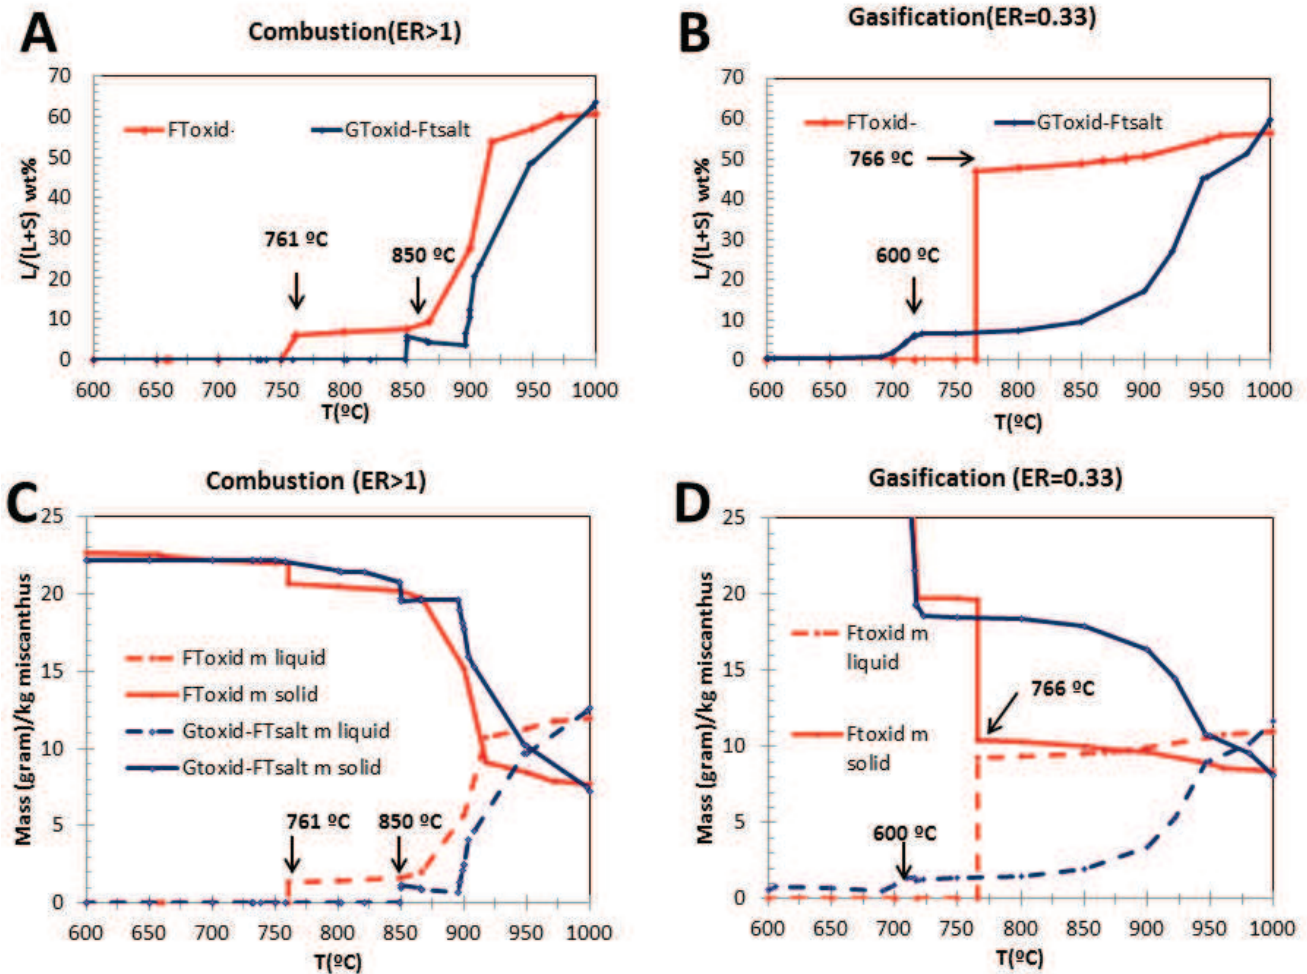 A
Combustion(ER>1)
70
60
50
40
30
20
10
0
L/(L+S) wt%
FToxid-
GToxid-Ftsalt
761 ºC
850 ºC
600 650 700 750 800 850 900 950 1000
T(ºC)
B
Gasification(ER=0.33)
70
60
50
40
30
20
10
0
L/(L+S) wt%
FToxid-
GToxid-Ftsalt
766 ºC
600 ºC
600 650 700 750 800 850 900 950 1000
T(ºC)
C
Combustion (ER>1)
25
20
15
10
5
0
Mass (gram)/kg miscanthus
FToxid m liquid
FToxid m solid
Gtoxid-FTsalt m liquid
Gtoxid-FTsalt m solid
761 ºC
850 ºC
600 650 700 750 800 850 900 950 1000
T(ºC)
D
Gasification (ER=0.33)
25
20
15
10
5
0
Mass (gram)/kg miscanthus
Ftoxid m
liquid
766 ºC
Ftoxid m
solid
600 ºC
600 650 700 750 800 850 900 950 1000
T(ºC)